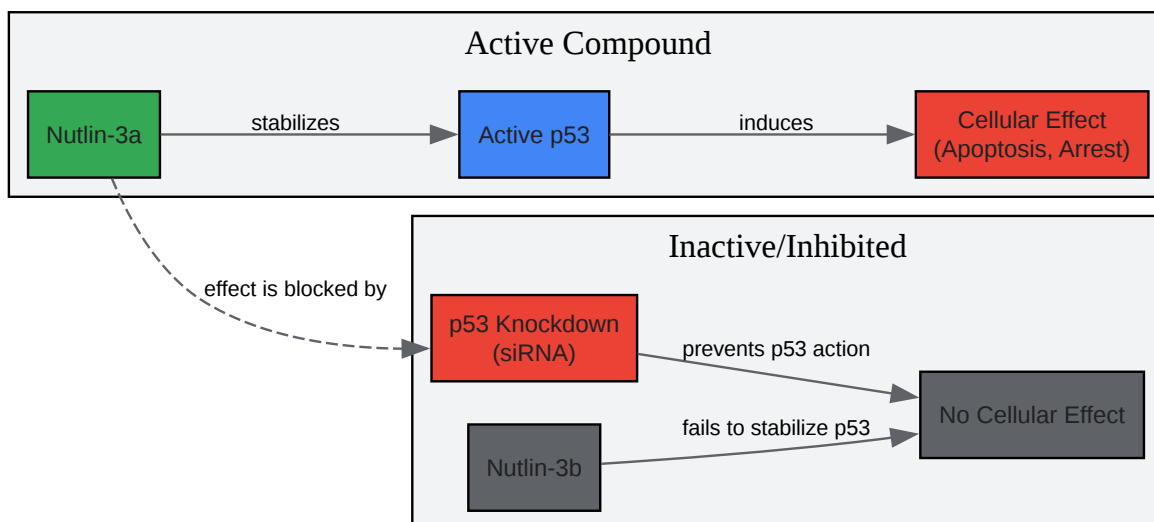 Active Compound
Nutlin-3a
stabilizes
Active p53
induces
Cellular Effect
(Apoptosis, Arrest)
Inactive/Inhibited
effect is blocked by
p53 Knockdown
(siRNA)
prevents p53 action
No Cellular Effect
fails to stabilize p53
Nutlin-3b